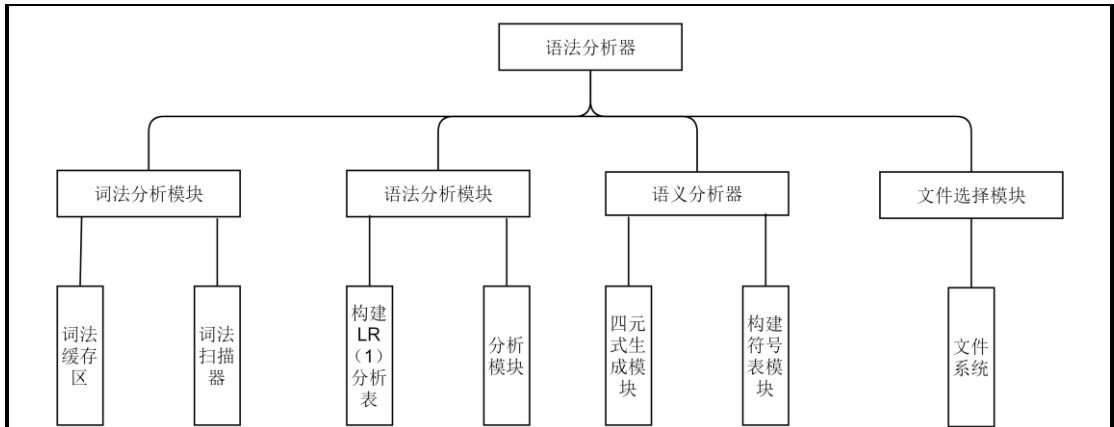 语法分析器
词法分析模块
语法分析模块
语义分析器
文件选择模块
词法
缓存
区
词法
扫描
器
构建
LR
（1）
分析
表
分析
模块
四元
式生
成模
块
构建
符号
表模
块
文件
系统